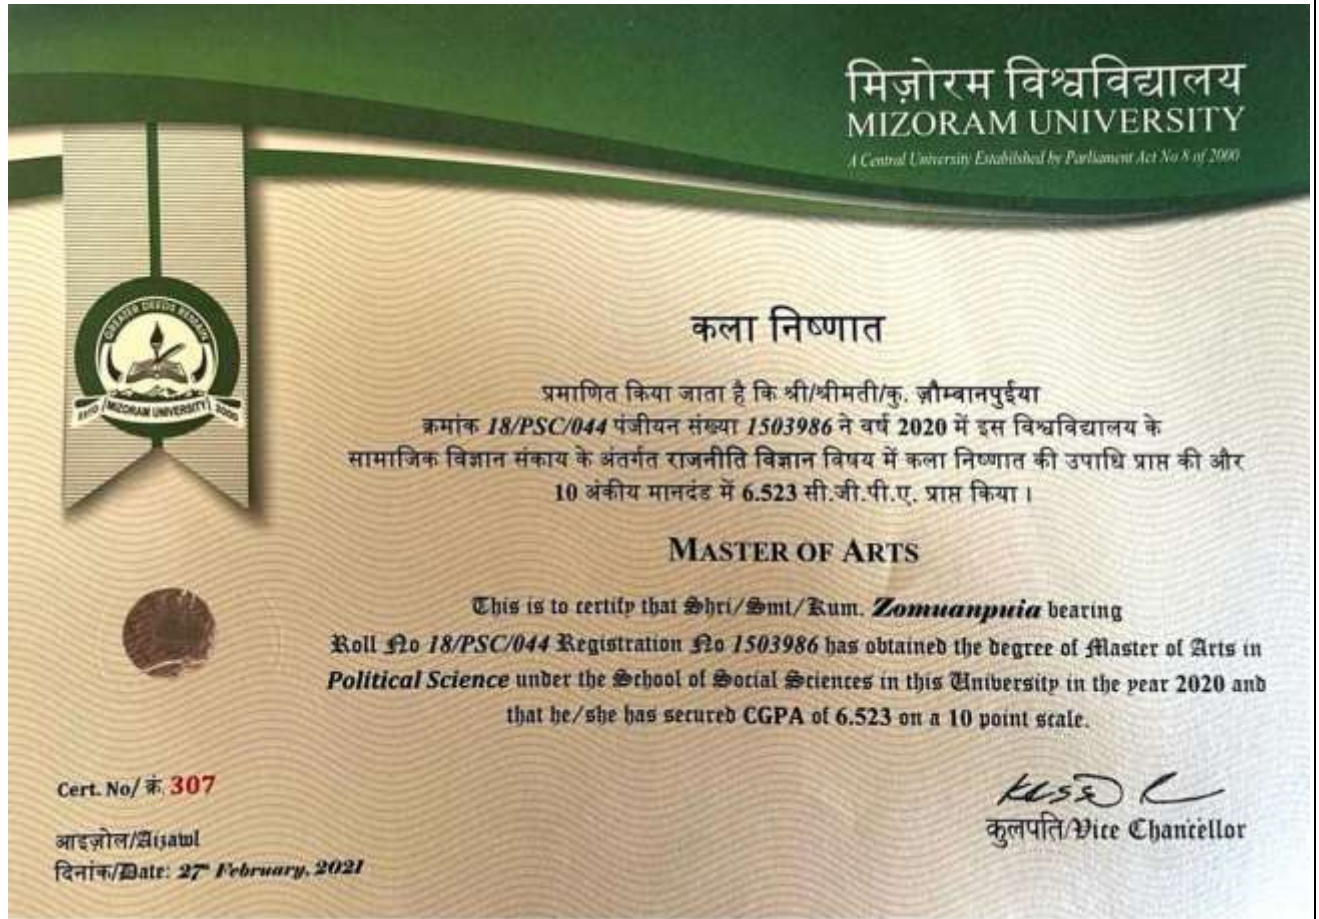 मिज़ोरम विश्वविद्यालय
MIZORAM UNIVERSITY
A Central University Established by Parliament Act No 8 of 2000
GREATER DEEDS REMAIN
ESTD MIZORAM UNIVERSITY 2000
कला निष्णात
प्रमाणित किया जाता है कि श्री/श्रीमती/कु. ज़ौम्वानपुईया
क्रमांक 18/PSC/044 पंजीयन संख्या 1503986 ने वर्ष 2020 में इस विश्वविद्यालय के
सामाजिक विज्ञान संकाय के अंतर्गत राजनीति विज्ञान विषय में कला निष्णात की उपाधि प्राप्त की और
10 अंकीय मानदंड में 6.523 सी.जी.पी.ए. प्राप्त किया।
MASTER OF ARTS
This is to certify that Shri/Smt/Kum. Zomuanpuia bearing
Roll No 18/PSC/044 Registration No 1503986 has obtained the degree of Master of Arts in
Political Science under the School of Social Sciences in this University in the year 2020 and
that he/she has secured CGPA of 6.523 on a 10 point scale.
Cert. No/ क्रं. 307
आइज़ोल/Aizawl
दिनांक/Date: 27th February, 2021
कुलपति/Vice Chancellor